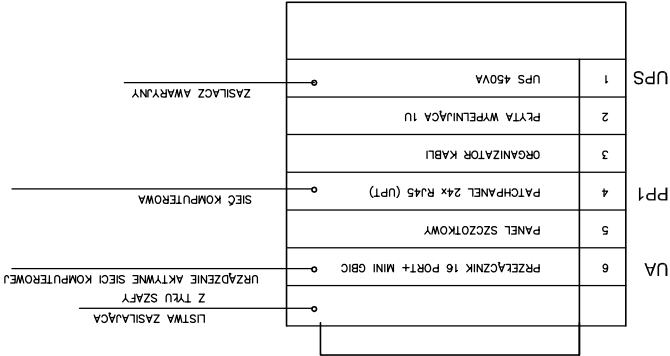 LISTWA ZASILAJĄCA
Z TYŁU SZAFY
UA 6 PRZEŁĄCZNIK 16 PORT+ MINI GBIC URZĄDZENIE AKTYWNE SIECI KOMPUTEROWEJ
5 PANEL SZCZOTKOWY
PP1 4 PATCHPANEL 24x RJ45 (UPT) SIEĆ KOMPUTEROWA
3 ORGANIZATOR KABLI
2 PŁYTA WYPEŁNIJĄCA 1U
UPS 1 UPS 450VA ZASILACZ AWARYJNY